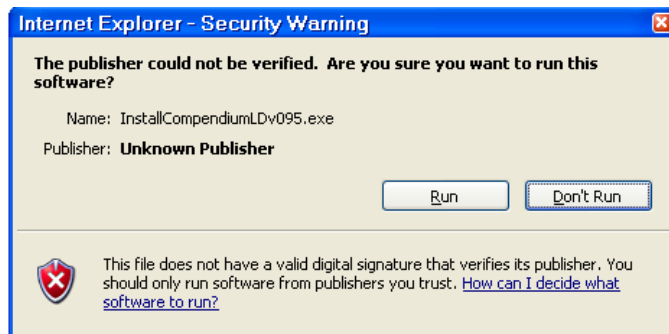 Internet Explorer - Security Warning
The publisher could not be verified. Are you sure you want to run this
software?
Name: InstallCompendiumLDv095.exe
Publisher: Unknown Publisher
Run Don't Run
This file does not have a valid digital signature that verifies its publisher. You
should only run software from publishers you trust. How can I decide what
software to run?